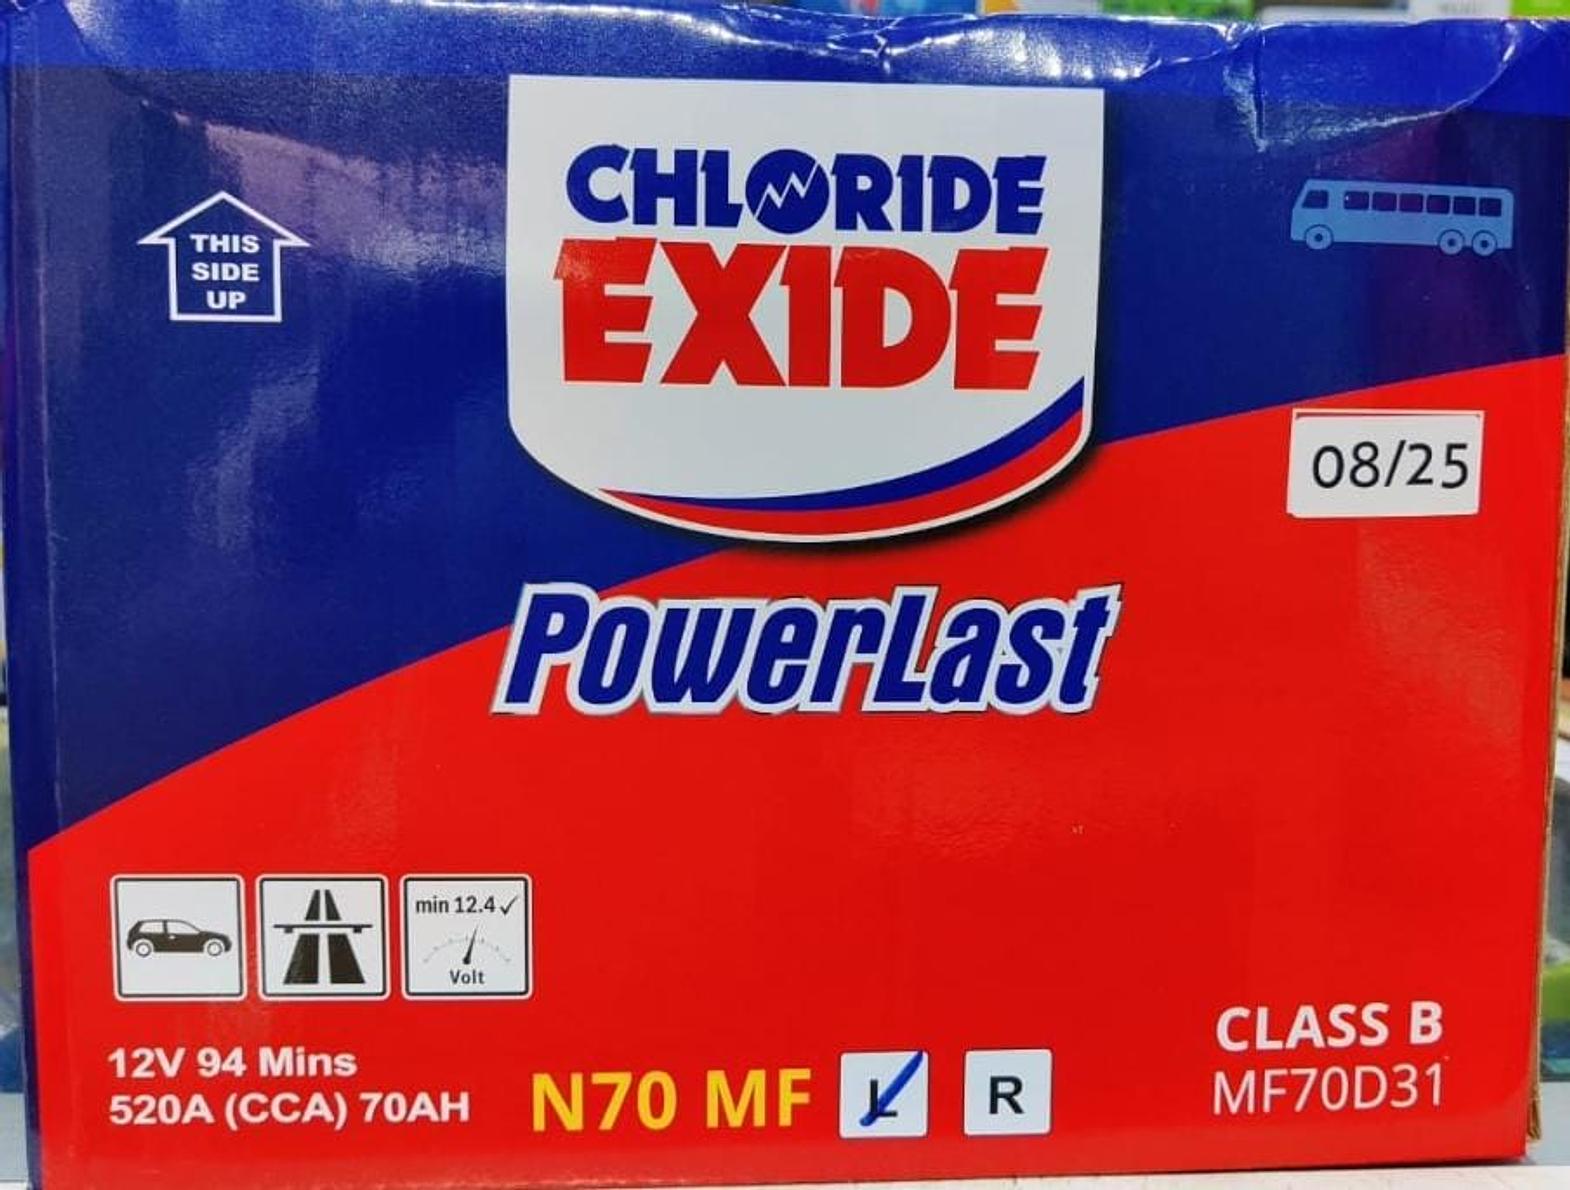 CHLORIDE
EXIDE
THIS
SIDE
UP
08/25
PowerLast
min 12.4 ✓
Volt
12V 94 Mins
520A (CCA) 70AH
N70 MF
L
R
CLASS B
MF70D31